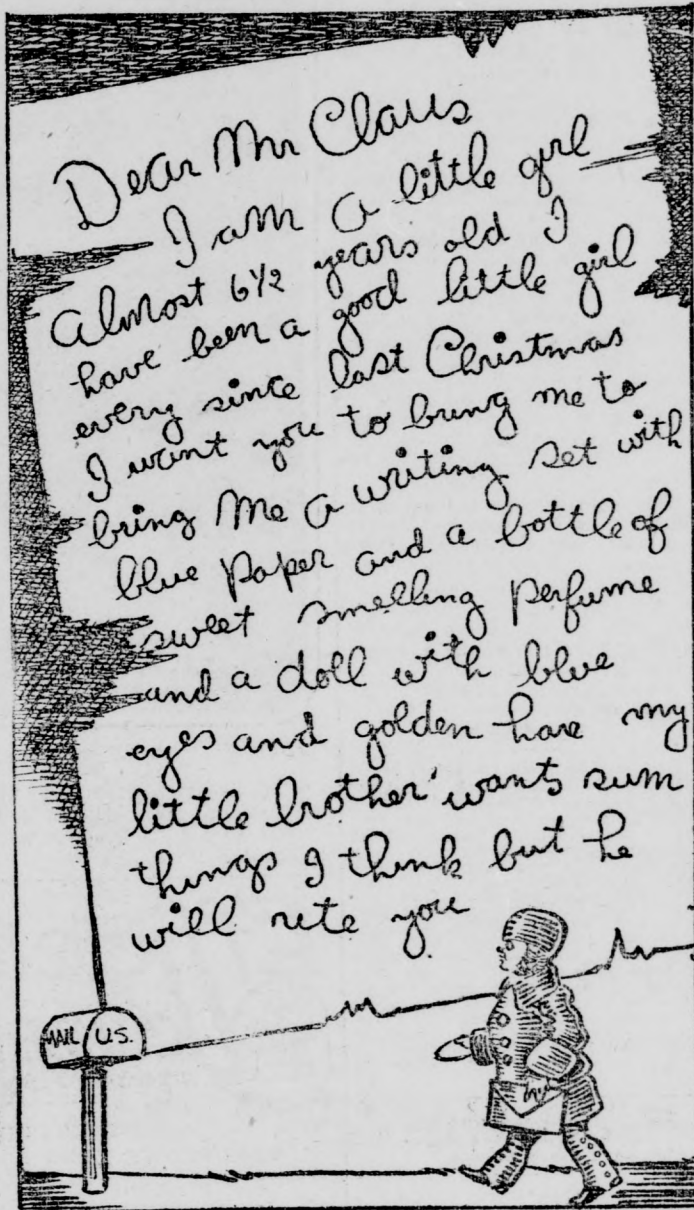 Dear Mr Claus
I am a little girl
almost 6 1/2 years old I
have been a good little girl
every since last Christmas
I want you to bring me to
bring me a writing set with
blue paper and a bottle of
sweet smelling perfume
and a doll with blue
eyes and golden hare my
little brother wants sum
things I think but he
will rite you
MAIL U.S.